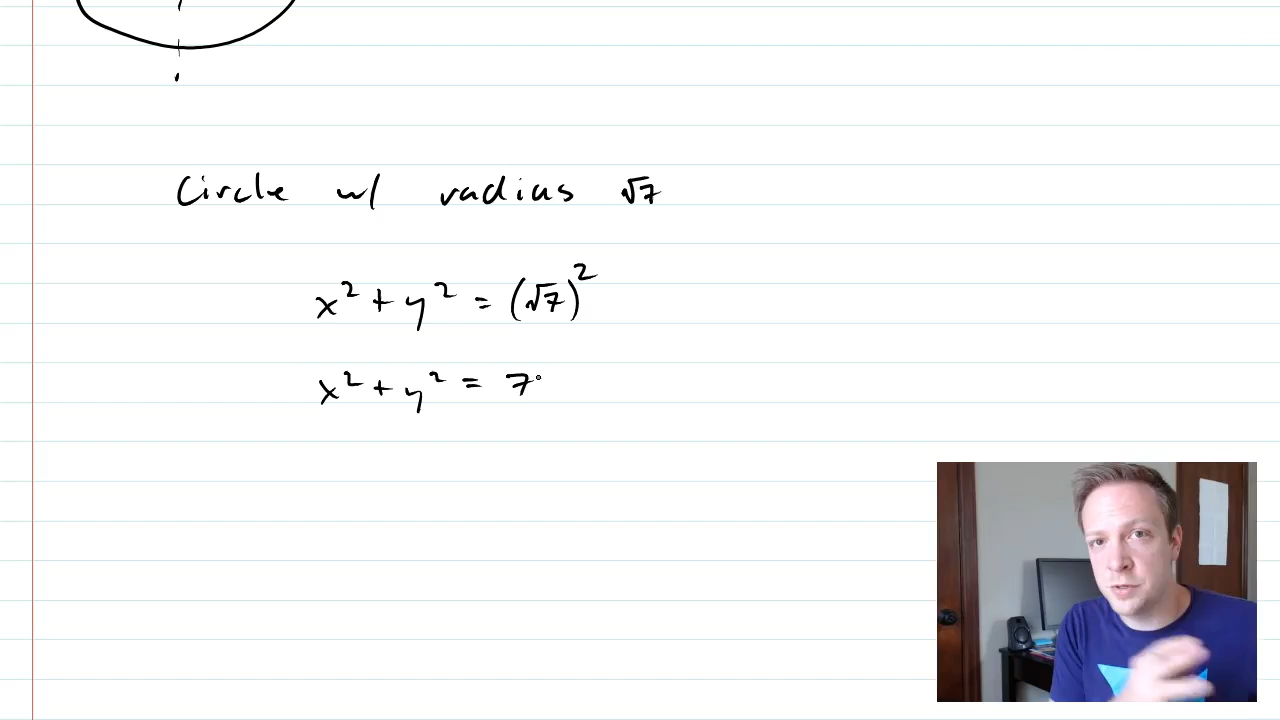 Circle w/ radius √7
x² + y² = (√7)²
x² + y² = 7